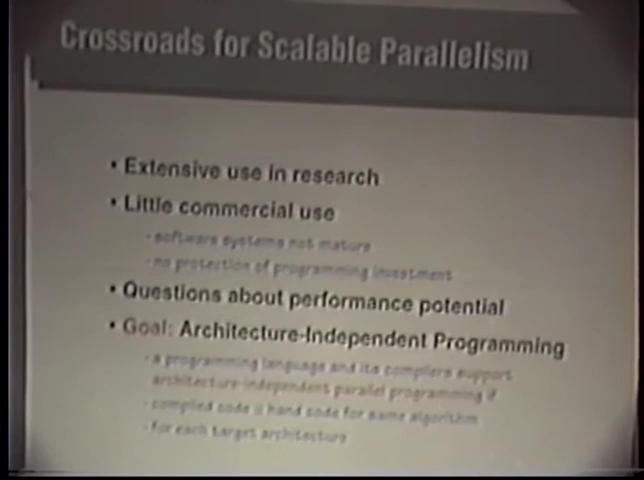 Crossroads for Scalable Parallelism
• Extensive use in research
• Little commercial use
- software systems not mature
- no protection of programming investment
• Questions about performance potential
• Goal: Architecture-Independent Programming
- a programming language and its compilers support
architecture-independent parallel programming if
- compiled code hand code for same algorithm
- for each target architecture